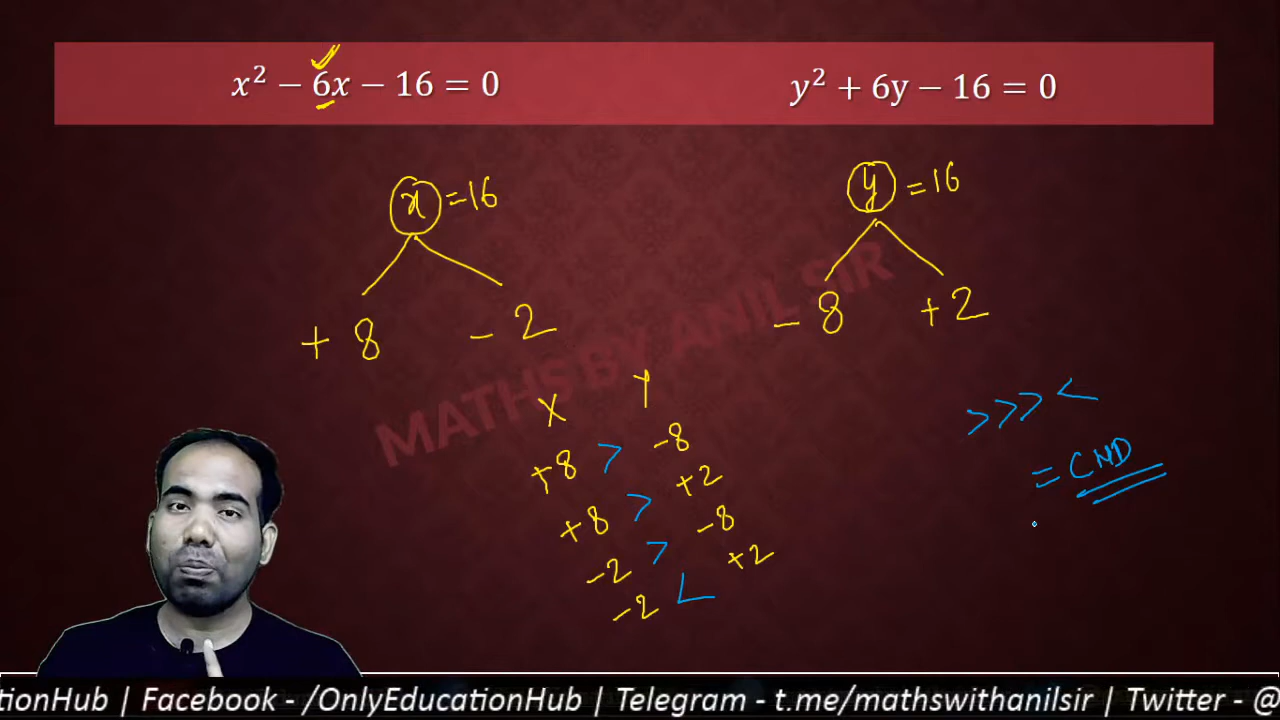 x² − 6x − 16 = 0
y² + 6y − 16 = 0
x = 16
y = 16
+ 8 − 2
− 8 + 2
MATHS BY ANIL SIR
X Y
+8 > −8
+8 > +2
−2 > −8
−2 < +2
> > > <
= CND
tionHub | Facebook - /OnlyEducationHub | Telegram - t.me/mathswithanilsir | Twitter - @